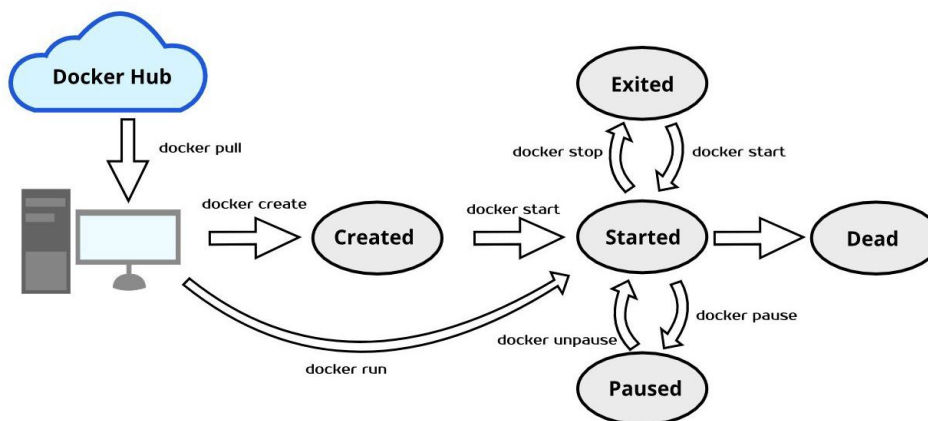 Docker Hub
docker pull
docker create
Created
docker start
docker run
Exited
docker stop
docker start
Started
Dead
docker unpause
docker pause
Paused